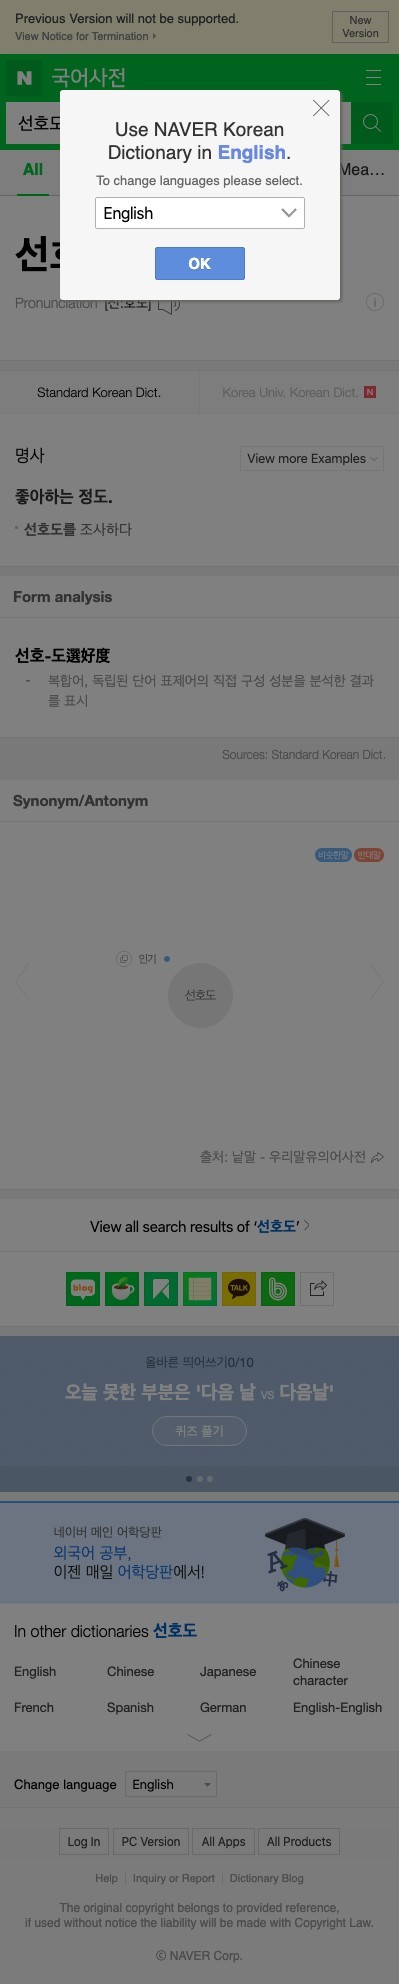 Previous Version will not be supported.
View Notice for Termination
New
Version
N 국어사전
선호도
All
Mea...
Use NAVER Korean
Dictionary in English.
To change languages please select.
English
OK
Pronunciation [선:호도]
Standard Korean Dict.
Korea Univ. Korean Dict. N
명사
View more Examples
좋아하는 정도.
선호도를 조사하다
Form analysis
선호-도選好度
- 복합어, 독립된 단어 표제어의 직접 구성 성분을 분석한 결과
를 표시
Sources: Standard Korean Dict.
Synonym/Antonym
비슷한말 반대말
인기
선호도
출처: 낱말 - 우리말유의어사전
View all search results of ‘선호도’
blog
TALK
b
올바른 띄어쓰기0/10
오늘 못한 부분은 '다음 날 vs 다음날'
퀴즈 풀기
네이버 메인 어학당판
외국어 공부,
이젠 매일 어학당판에서!
In other dictionaries 선호도
English Chinese Japanese Chinese character
French Spanish German English-English
Change language English
Log In PC Version All Apps All Products
Help Inquiry or Report Dictionary Blog
The original copyright belongs to provided reference,
if used without notice the liability will be made with Copyright Law.
© NAVER Corp.